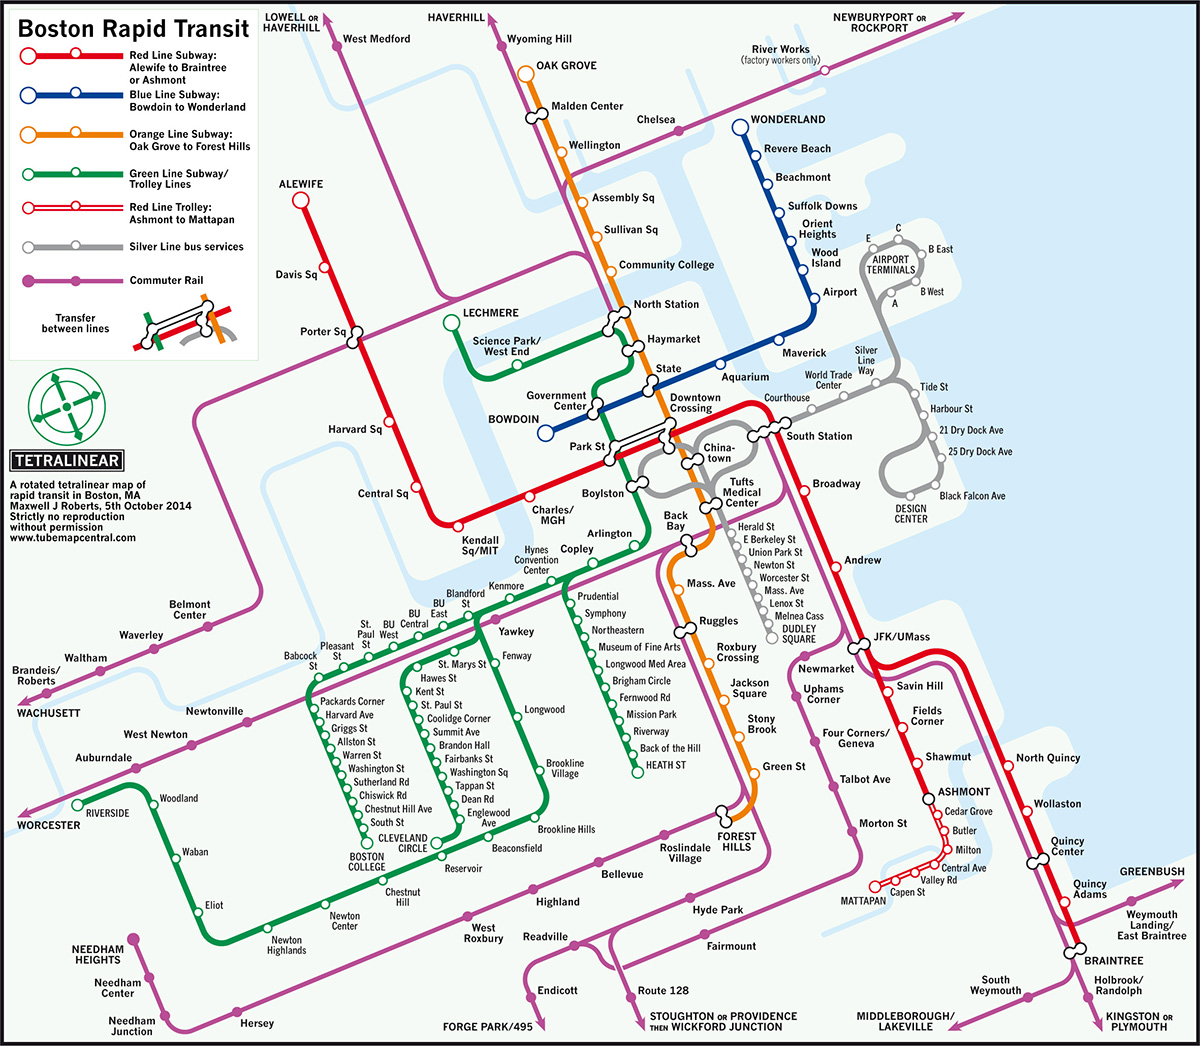 Boston Rapid Transit
Red Line Subway:
Alewife to Braintree
or Ashmont
Blue Line Subway:
Bowdoin to Wonderland
Orange Line Subway:
Oak Grove to Forest Hills
Green Line Subway/
Trolley Lines
Red Line Trolley:
Ashmont to Mattapan
Silver Line bus services
Commuter Rail
Transfer
between lines
TETRALINEAR
A rotated tetralinear map of
rapid transit in Boston, MA
Maxwell J Roberts, 5th October 2014
Strictly no reproduction
without permission
www.tubemapcentral.com
LOWELL OR
HAVERHILL
West Medford
HAVERHILL
Wyoming Hill
NEWBURYPORT OR
ROCKPORT
River Works
(factory workers only)
Chelsea
OAK GROVE
Malden Center
Wellington
Assembly Sq
Sullivan Sq
Community College
North Station
Haymarket
State
Downtown
Crossing
China-
town
Tufts
Medical
Center
Back
Bay
Mass. Ave
Ruggles
Roxbury
Crossing
Jackson
Square
Stony
Brook
Green St
FOREST
HILLS
WONDERLAND
Revere Beach
Beachmont
Suffolk Downs
Orient
Heights
Wood
Island
Airport
Maverick
Aquarium
Government
Center
BOWDOIN
E
C
B East
AIRPORT
TERMINALS
B West
A
Silver
Line
Way
World Trade
Center
Courthouse
Tide St
Harbour St
21 Dry Dock Ave
25 Dry Dock Ave
Black Falcon Ave
DESIGN
CENTER
ALEWIFE
Davis Sq
Porter Sq
Harvard Sq
Central Sq
Kendall
Sq/MIT
Charles/
MGH
Park St
South Station
Broadway
Andrew
JFK/UMass
Savin Hill
Fields
Corner
Shawmut
ASHMONT
Cedar Grove
Butler
Milton
Central Ave
Valley Rd
Capen St
MATTAPAN
North Quincy
Wollaston
Quincy
Center
Quincy
Adams
BRAINTREE
GREENBUSH
Weymouth
Landing/
East Braintree
Holbrook/
Randolph
KINGSTON OR
PLYMOUTH
South
Weymouth
MIDDLEBOROUGH/
LAKEVILLE
LECHMERE
Science Park/
West End
Boylston
Arlington
Copley
Hynes
Convention
Center
Kenmore
Blandford
St
BU
East
BU
Central
BU
West
St.
Paul
St
Pleasant
St
Babcock
St
Packards Corner
Harvard Ave
Griggs St
Allston St
Warren St
Washington St
Sutherland Rd
Chiswick Rd
Chestnut Hill Ave
South St
BOSTON
COLLEGE
St. Marys St
Hawes St
Kent St
St. Paul St
Coolidge Corner
Summit Ave
Brandon Hall
Fairbanks St
Washington Sq
Tappan St
Dean Rd
Englewood
Ave
CLEVELAND
CIRCLE
Yawkey
Fenway
Longwood
Brookline
Village
Brookline Hills
Beaconsfield
Reservoir
Chestnut
Hill
Newton
Center
Newton
Highlands
Eliot
Waban
Woodland
RIVERSIDE
Prudential
Symphony
Northeastern
Museum of Fine Arts
Longwood Med Area
Brigham Circle
Fernwood Rd
Mission Park
Riverway
Back of the Hill
HEATH ST
Herald St
E Berkeley St
Union Park St
Newton St
Worcester St
Mass. Ave
Lenox St
Melnea Cass
DUDLEY
SQUARE
Newmarket
Uphams
Corner
Four Corners/
Geneva
Talbot Ave
Morton St
Belmont
Center
Waverley
Waltham
Brandeis/
Roberts
WACHUSETT
Newtonville
West Newton
Auburndale
WORCESTER
Roslindale
Village
Bellevue
Highland
West
Roxbury
Hersey
NEEDHAM
HEIGHTS
Needham
Center
Needham
Junction
Hyde Park
Fairmount
Readville
Endicott
Route 128
FORGE PARK/495
STOUGHTON OR PROVIDENCE
THEN WICKFORD JUNCTION